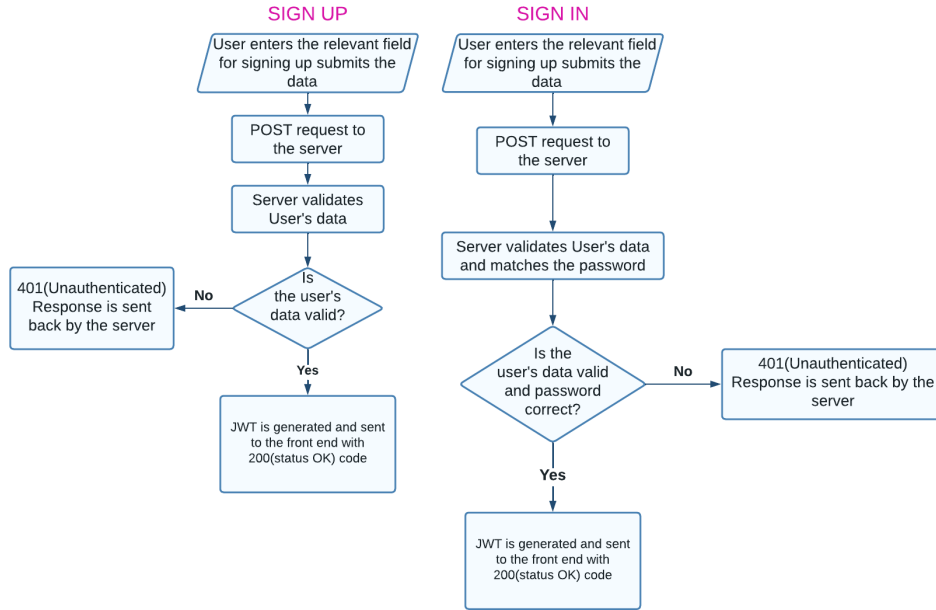 SIGN UP
User enters the relevant field
for signing up submits the
data
POST request to
the server
Server validates
User's data
Is
the user's
data valid?
No
401(Unauthenticated)
Response is sent
back by the server
Yes
JWT is generated and sent
to the front end with
200(status OK) code
SIGN IN
User enters the relevant field
for signing up submits the
data
POST request to
the server
Server validates User's data
and matches the password
Is the
user's data valid
and password
correct?
No
401(Unauthenticated)
Response is sent back by the
server
Yes
JWT is generated and sent
to the front end with
200(status OK) code